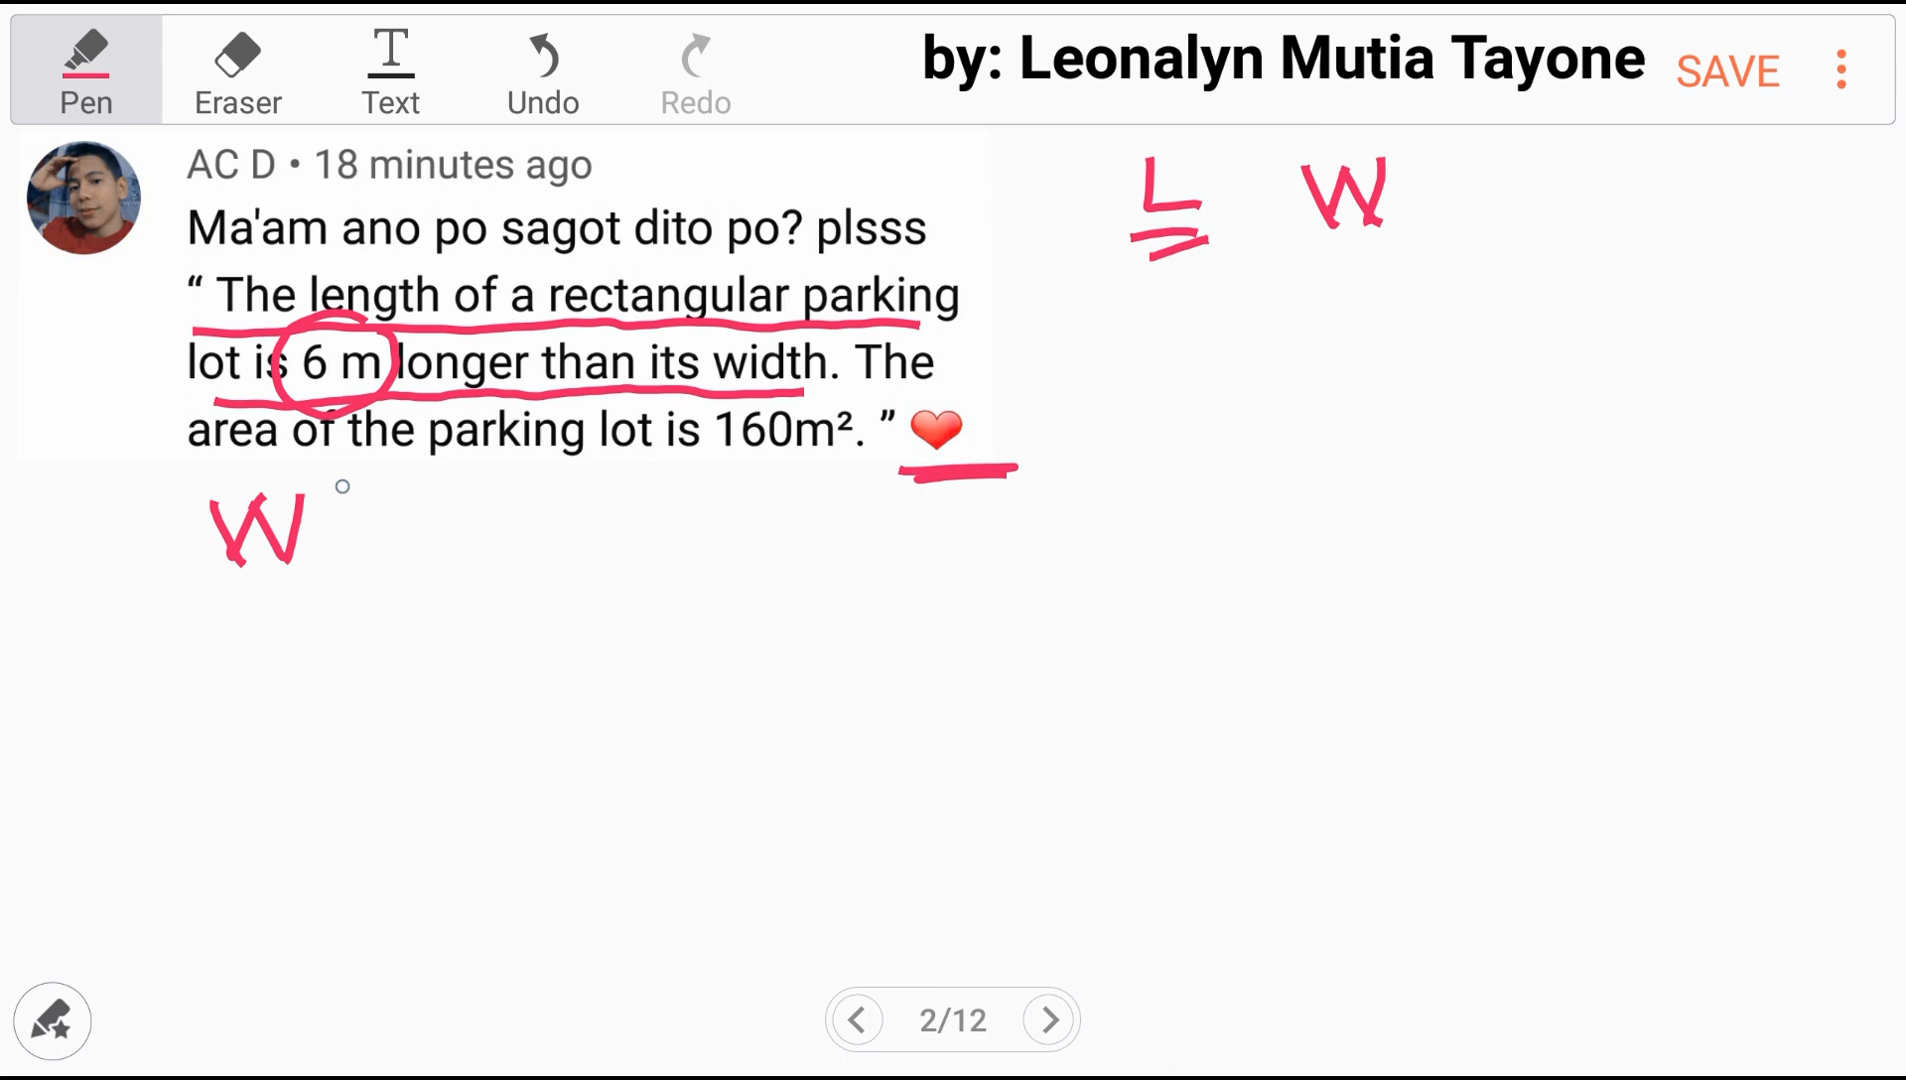 Pen Eraser Text Undo Redo by: Leonalyn Mutia Tayone SAVE
AC D • 18 minutes ago
Ma'am ano po sagot dito po? plsss
“ The length of a rectangular parking
lot is 6 m longer than its width. The
area of the parking lot is 160m². ” ❤️
L W
W
2/12